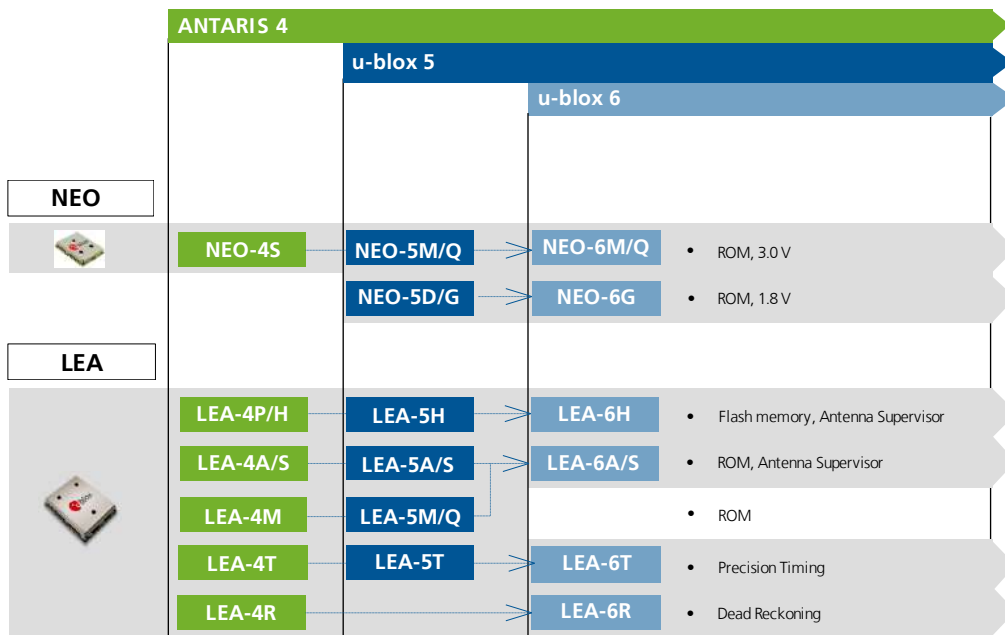 ANTARIS 4
u-blox 5
u-blox 6
NEO
NEO-4S NEO-5M/Q NEO-6M/Q • ROM, 3.0 V
NEO-5D/G NEO-6G • ROM, 1.8 V
LEA
LEA-4P/H LEA-5H LEA-6H • Flash memory, Antenna Supervisor
LEA-4A/S LEA-5A/S LEA-6A/S • ROM, Antenna Supervisor
LEA-4M LEA-5M/Q • ROM
LEA-4T LEA-5T LEA-6T • Precision Timing
LEA-4R LEA-6R • Dead Reckoning